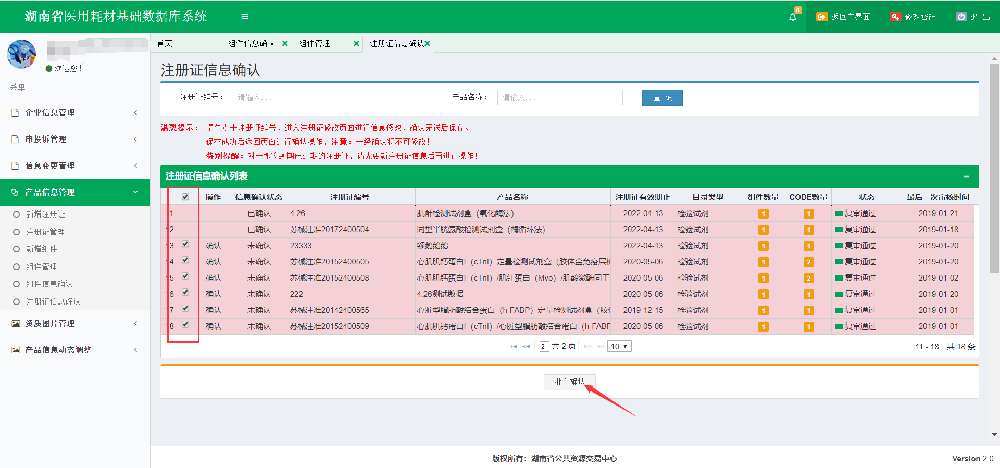 湖南省医用耗材基础数据库系统
0
返回主界面 修改密码 退 出
首页 组件信息确认 组件管理 注册证信息确认
欢迎您！
菜单
企业信息管理
申投诉管理
信息变更管理
产品信息管理
新增注册证
注册证管理
新增组件
组件管理
组件信息确认
注册证信息确认
资质图片管理
产品信息动态调整
注册证信息确认
注册证编号： 请输入... 产品名称： 请输入... 查 询
温馨提示： 请先点击注册证编号，进入注册证修改页面进行信息修改，确认无误后保存。
保存成功后返回页面进行确认操作，注意：一经确认将不可修改！
特别提醒：对于即将到期已过期的注册证，请先更新注册证信息后再进行操作！
注册证信息确认列表
操作 信息确认状态 注册证编号 产品名称 注册证有效期止 目录类型 组件数量 CODE数量 状态 最后一次审核时间
11 已确认 4.26 肌酐检测试剂盒（氧化酶法） 2022-04-13 检验试剂 1 1 复审通过 2019-01-21
12 已确认 苏械注准20172400504 同型半胱氨酸检测试剂盒（酶循环法） 2022-04-13 检验试剂 1 1 复审通过 2019-01-18
13 确认 未确认 23333 额鹅鹅鹅 2022-04-13 检验试剂 1 1 复审通过 2019-01-20
14 确认 未确认 苏械注准20152400505 心肌肌钙蛋白I（cTnI）定量检测试剂盒（胶体金免疫层 2020-05-06 检验试剂 1 2 复审通过 2019-01-20
15 确认 未确认 苏械注准20152400508 心肌肌钙蛋白I（cTnI）/肌红蛋白（Myo）/肌酸激酶同工 2020-05-06 检验试剂 1 2 复审通过 2019-01-02
16 确认 未确认 222 4.26测试数据 2020-05-06 检验试剂 1 1 复审通过 2019-01-20
17 确认 未确认 苏械注准20142400565 心脏型脂肪酸结合蛋白（h-FABP）定量检测试剂盒（胶 2019-12-15 检验试剂 1 1 复审通过 2019-01-01
18 确认 未确认 苏械注准20152400509 心肌肌钙蛋白I（cTnI）/心脏型脂肪酸结合蛋白（h-FABP 2020-05-06 检验试剂 1 1 复审通过 2019-01-01
2 共 2 页 10 11 - 18 共 18 条
批量确认
版权所有：湖南省公共资源交易中心
Version 2.0